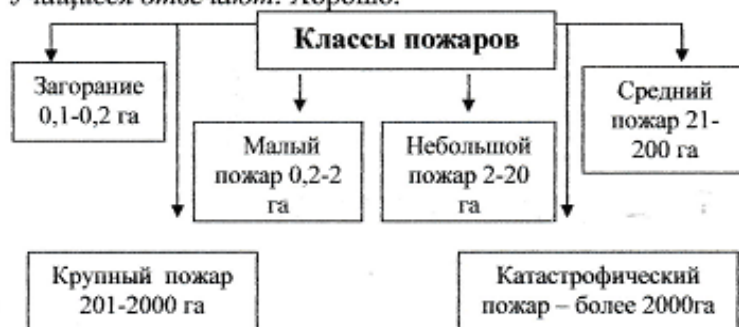 Учащиеся отвечают. Хорошо.
Классы пожаров
Загорание
0,1-0,2 га
Малый
пожар 0,2-2
га
Небольшой
пожар 2-20
га
Средний
пожар 21-
200 га
Крупный пожар
201-2000 га
Катастрофический
пожар – более 2000га